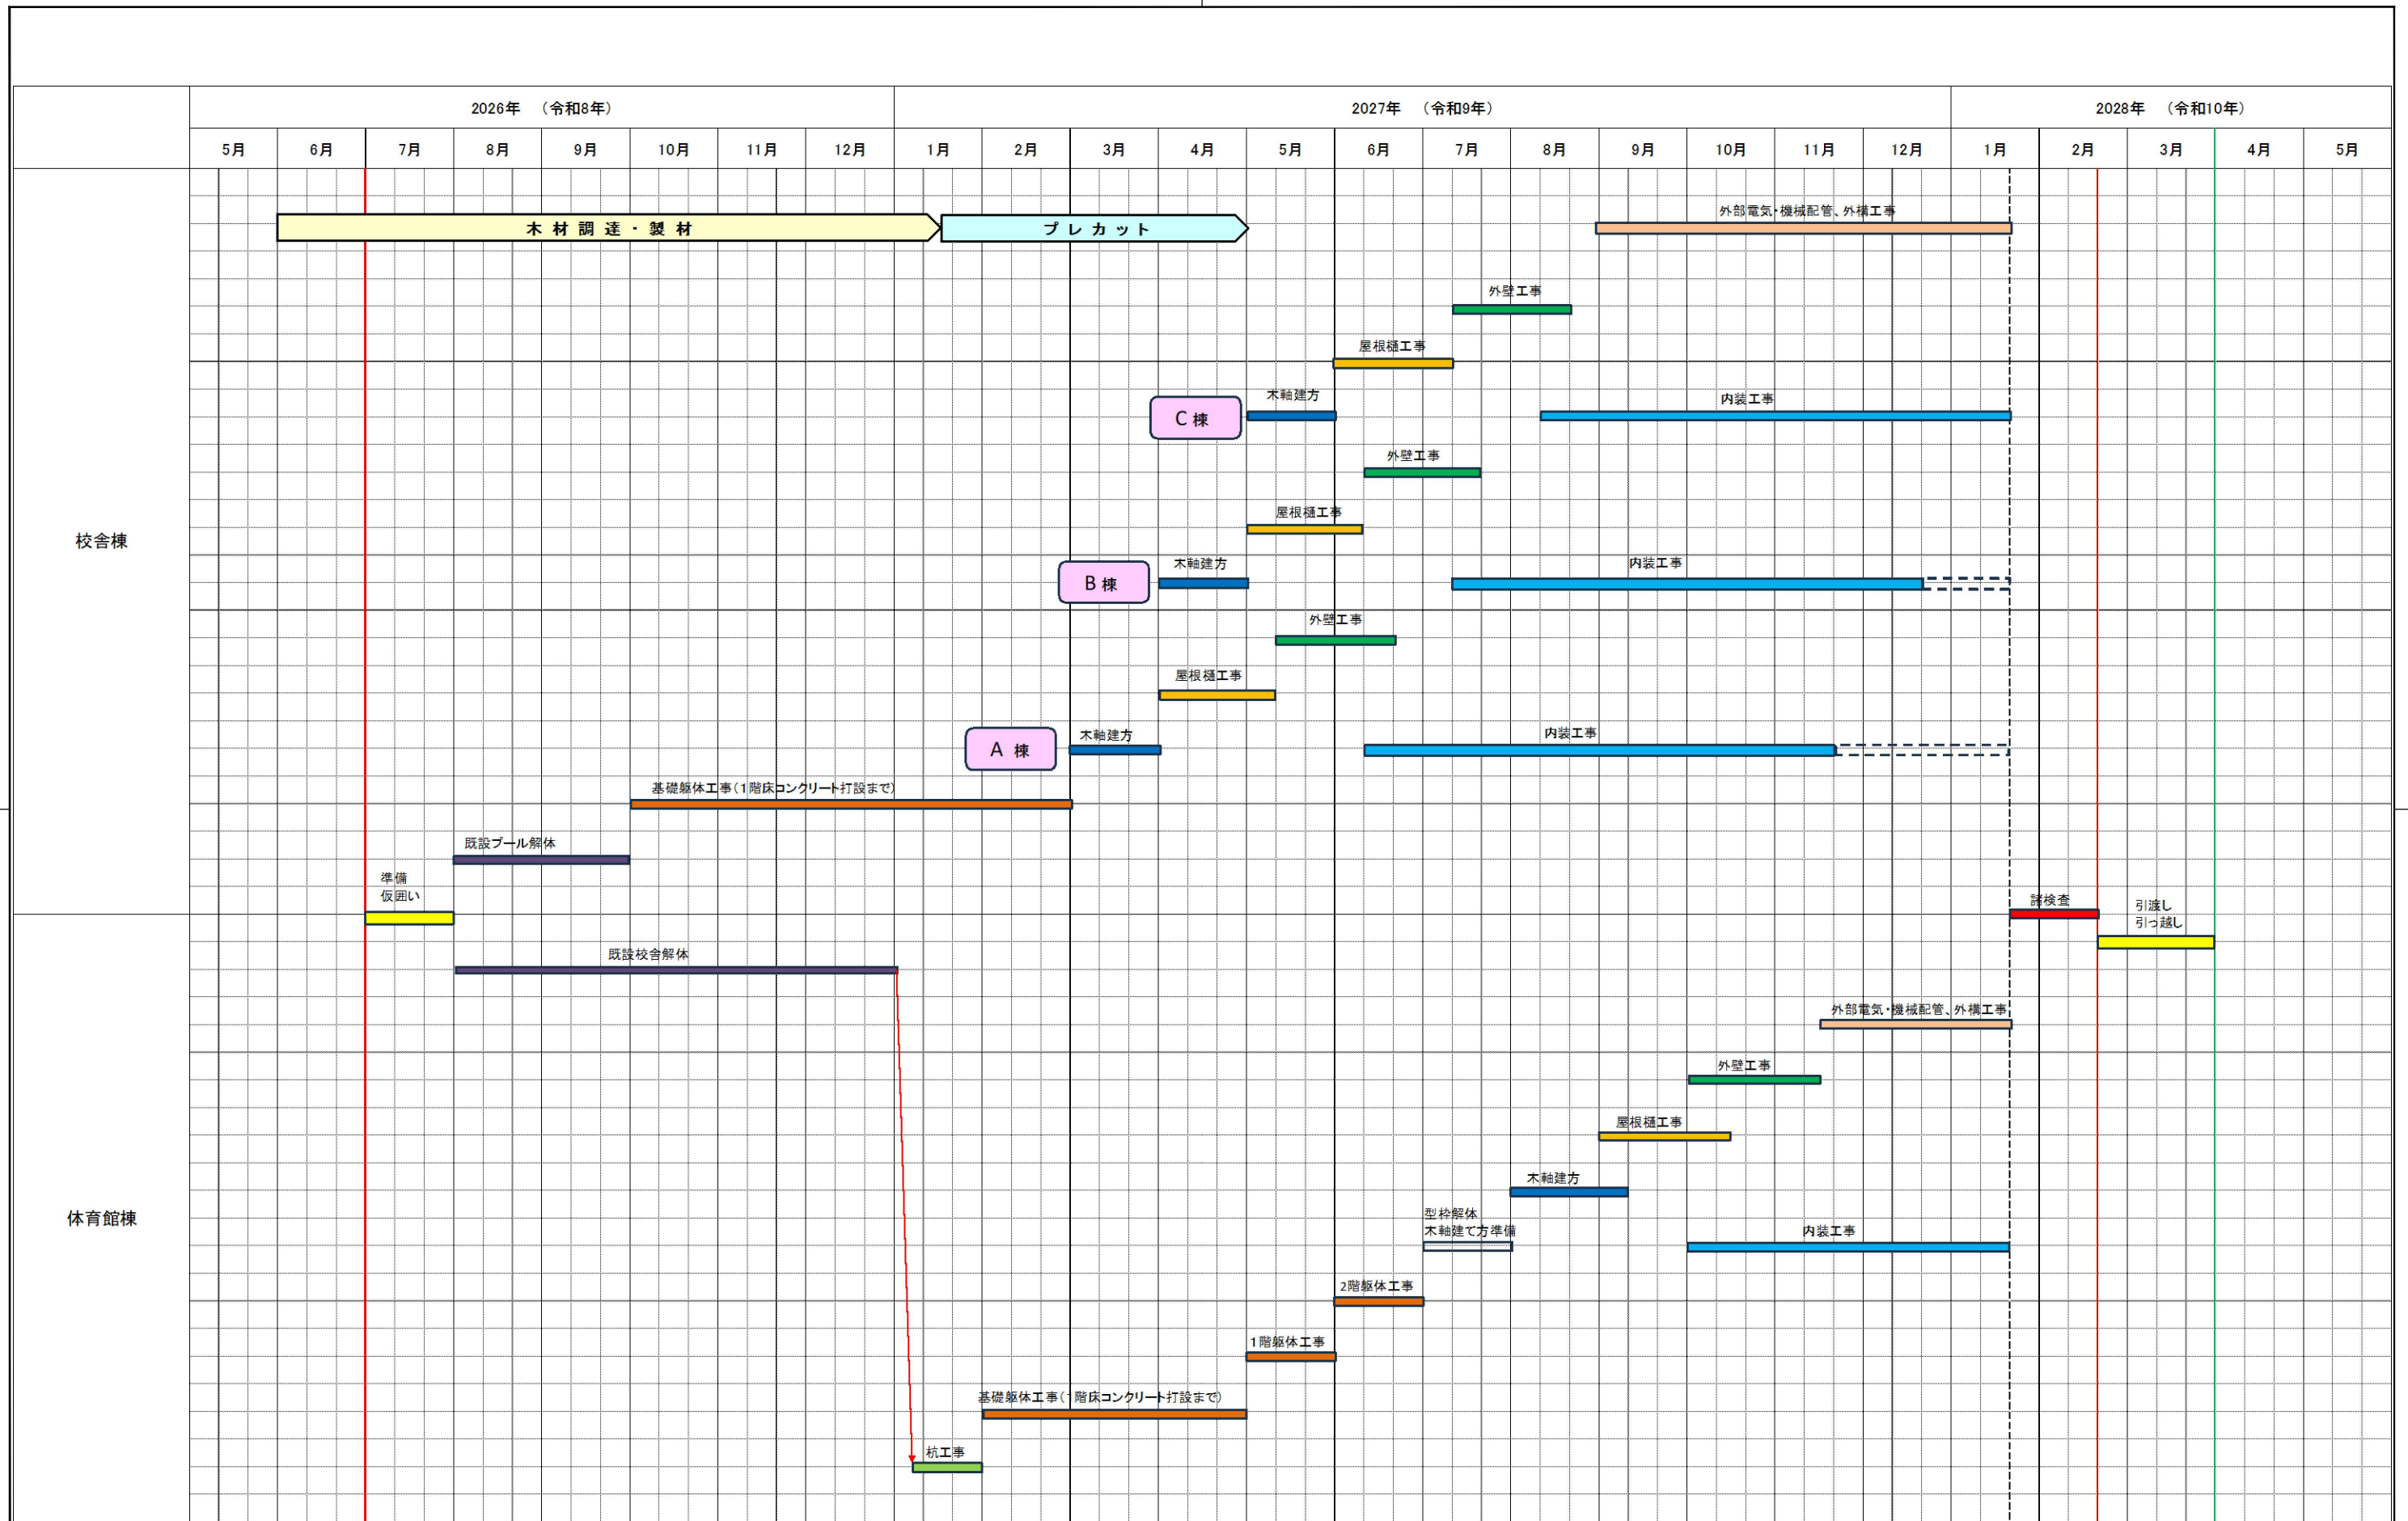 2026年　（令和8年）
2027年　（令和9年）
2028年　（令和10年）
5月 6月 7月 8月 9月 10月 11月 12月 1月 2月 3月 4月 5月 6月 7月 8月 9月 10月 11月 12月 1月 2月 3月 4月 5月
校舎棟
木材調達・製材
プレカット
外部電気・機械配管、外構工事
外壁工事
屋根樋工事
C棟
木軸建方
内装工事
外壁工事
屋根樋工事
B棟
木軸建方
内装工事
外壁工事
屋根樋工事
A棟
木軸建方
内装工事
基礎躯体工事（1階床コンクリート打設まで）
既設プール解体
準備
仮囲い
諸検査
引渡し
引っ越し
体育館棟
既設校舎解体
外部電気・機械配管、外構工事
外壁工事
屋根樋工事
木軸建方
型枠解体
木軸建て方準備
内装工事
2階躯体工事
1階躯体工事
基礎躯体工事（1階床コンクリート打設まで）
杭工事